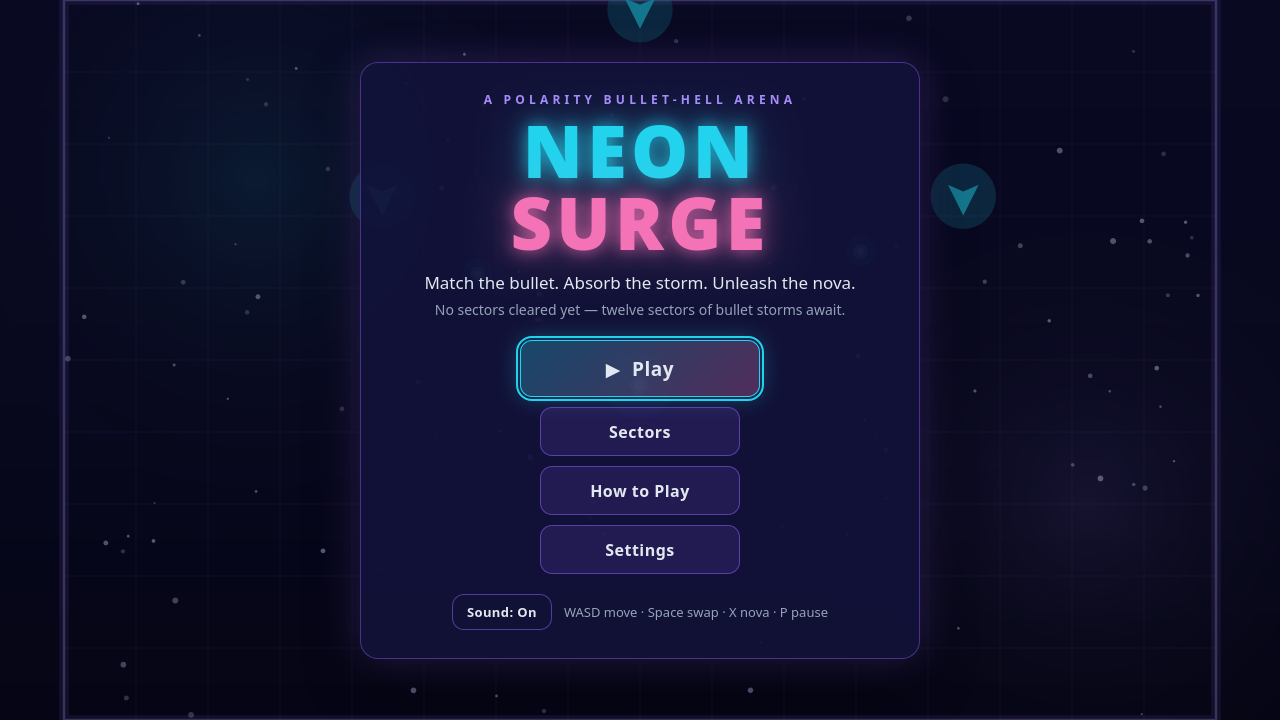 A POLARITY BULLET-HELL ARENA
NEON
SURGE
Match the bullet. Absorb the storm. Unleash the nova.
No sectors cleared yet — twelve sectors of bullet storms await.
▶ Play
Sectors
How to Play
Settings
Sound: On
WASD move · Space swap · X nova · P pause